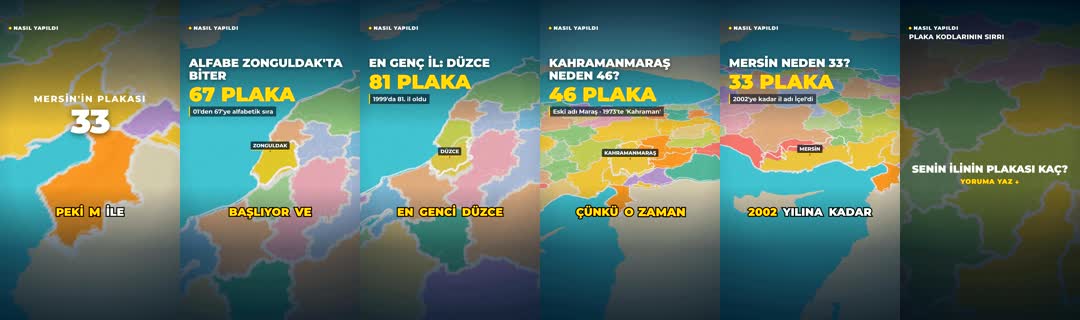 NASIL YAPILDI
MERSİN'İN PLAKASI
33
PEKİ M İLE
NASIL YAPILDI
ALFABE ZONGULDAK'TA
BİTER
67 PLAKA
01'den 67'ye alfabetik sıra
ZONGULDAK
BAŞLIYOR VE
NASIL YAPILDI
EN GENÇ İL: DÜZCE
81 PLAKA
1999'da 81. il oldu
DÜZCE
EN GENCİ DÜZCE
NASIL YAPILDI
KAHRAMANMARAŞ
NEDEN 46?
46 PLAKA
Eski adı Maraş - 1973'te 'Kahraman'
KAHRAMANMARAŞ
ÇÜNKÜ O ZAMAN
NASIL YAPILDI
MERSİN NEDEN 33?
33 PLAKA
2002'ye kadar il adı İçel'di
MERSİN
2002 YILINA KADAR
NASIL YAPILDI
PLAKA KODLARININ SIRRI
SENİN İLİNİN PLAKASI KAÇ?
YORUMA YAZ ↓